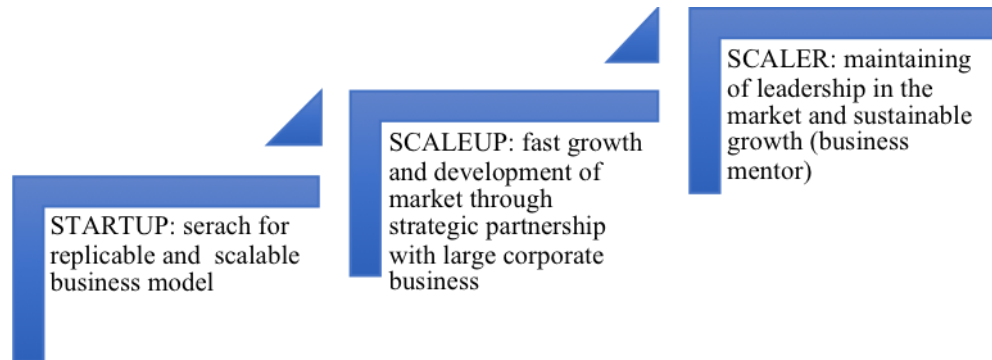 STARTUP: serach for
replicable and  scalable
business model
SCALEUP: fast growth
and development of
market through
strategic partnership
with large corporate
business
SCALER: maintaining
of leadership in the
market and sustainable
growth (business
mentor)